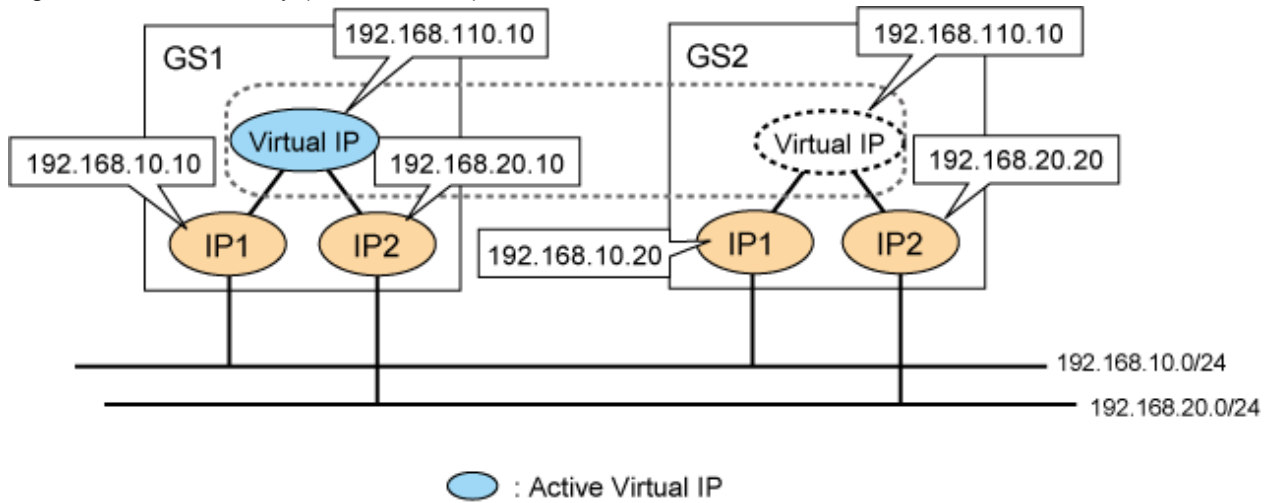 192.168.110.10
192.168.110.10
GS1
GS2
Virtual IP
Virtual IP
192.168.10.10
192.168.20.10
192.168.20.20
IP1
IP2
192.168.10.20
IP1
IP2
192.168.10.0/24
192.168.20.0/24
: Active Virtual IP